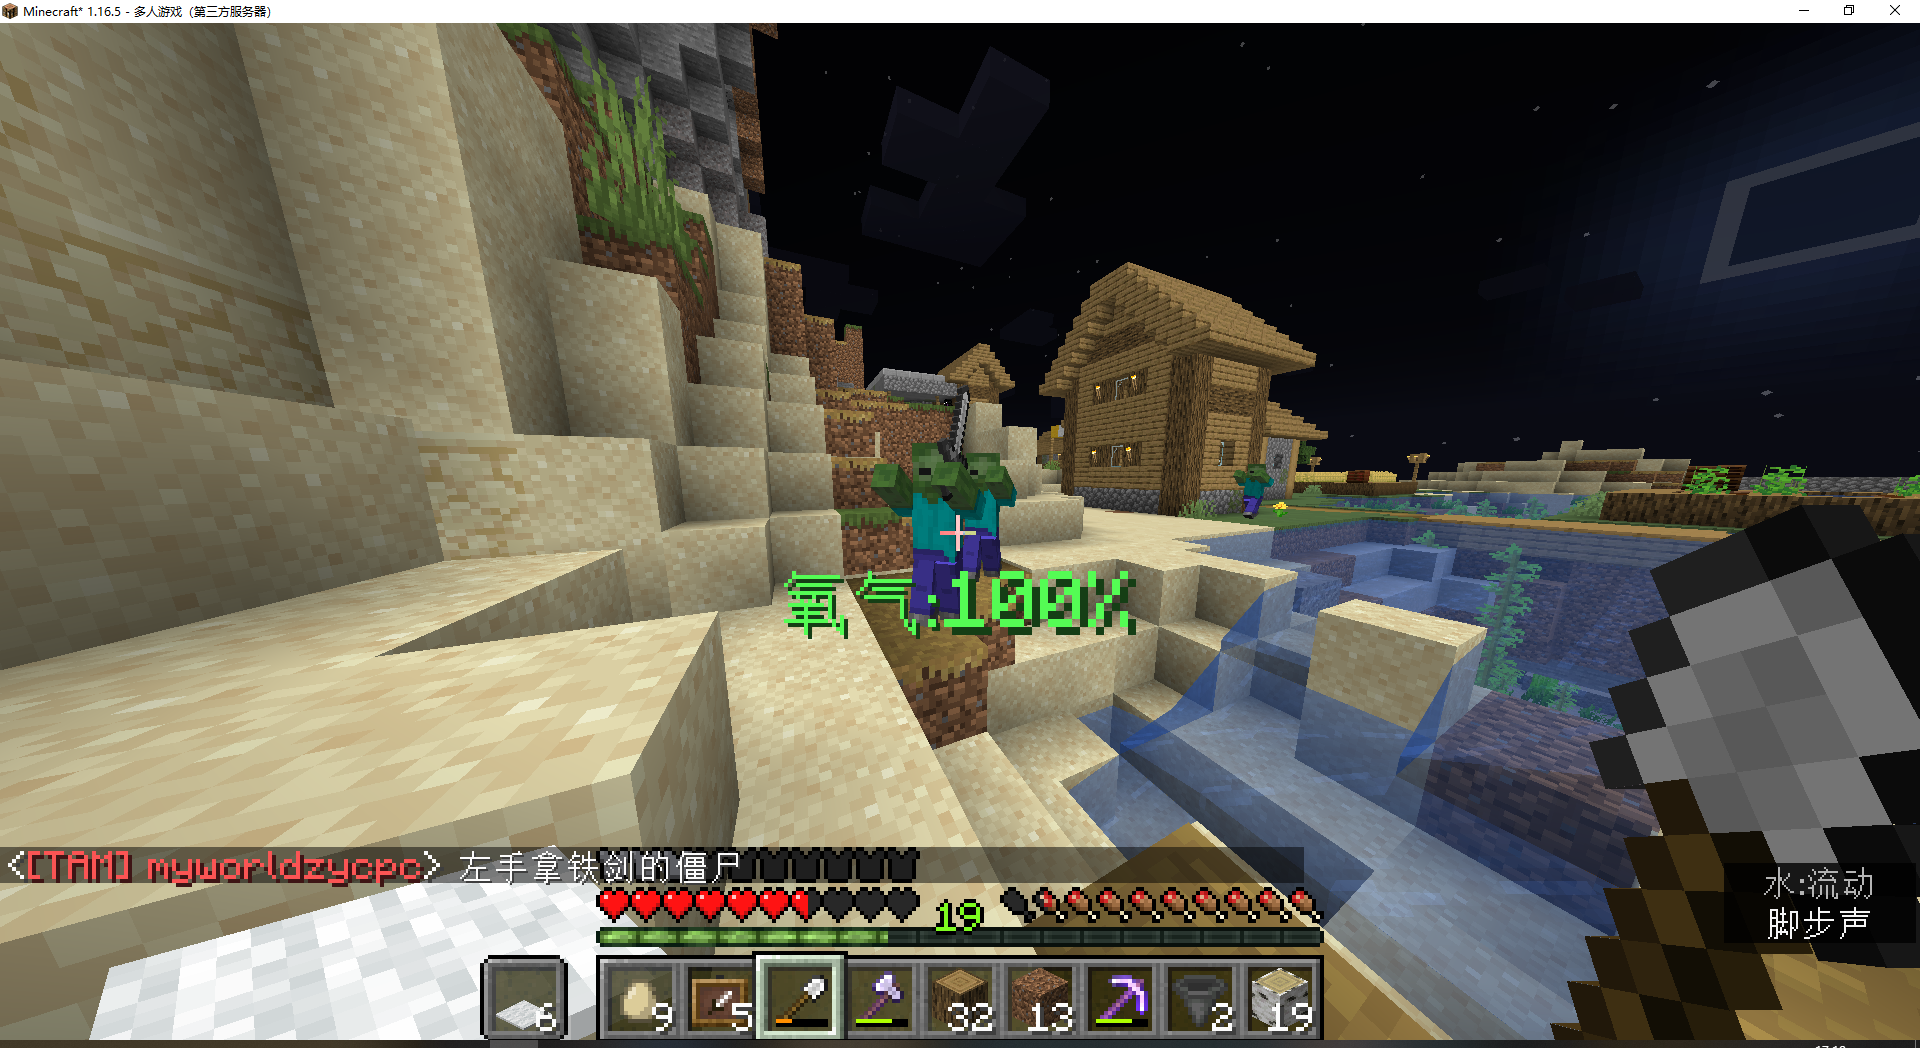 Minecraft* 1.16.5 - 多人游戏（第三方服务器）
氧气:100%
<[TAM] myworldzycpc> 左手拿铁剑的僵尸
水:流动
脚步声
19
6
9
5
32
13
2
19